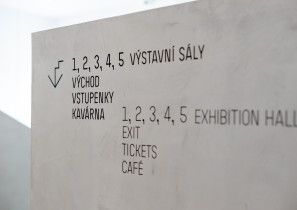 1, 2, 3, 4, 5 VÝSTAVNÍ SÁLY
VÝCHOD
VSTUPENKY
KAVÁRNA
1, 2, 3, 4, 5 EXHIBITION HALL
EXIT
TICKETS
CAFÉ